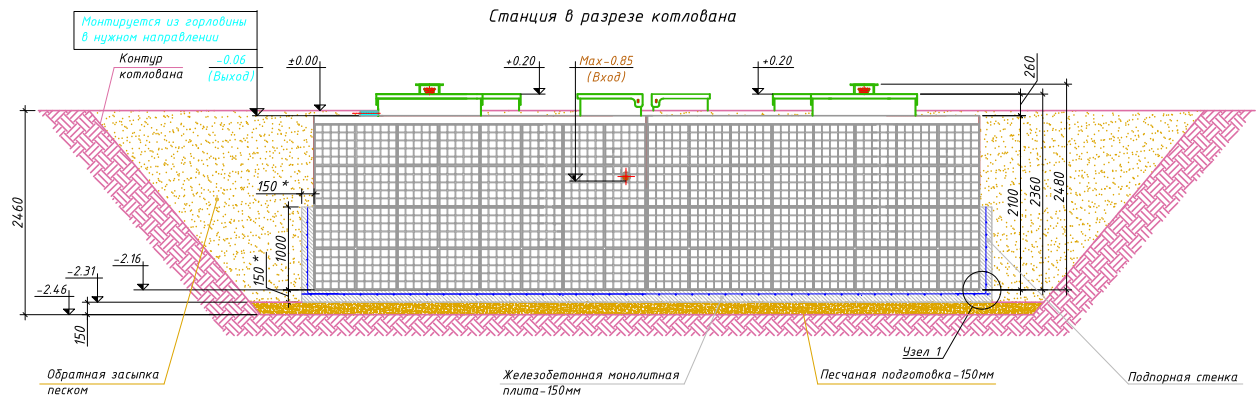 Станция в разрезе котлована
Монтируется из горловины
в нужном направлении
Контур
котлована
-0.06
(Выход)
±0.00
+0.20
Max-0.85
(Вход)
+0.20
260
2460
150 *
1000
150 *
2100
2360
2480
-2.16
-2.31
-2.46
150
Узел 1
Обратная засыпка
песком
Железобетонная монолитная
плита-150мм
Песчаная подготовка-150мм
Подпорная стенка